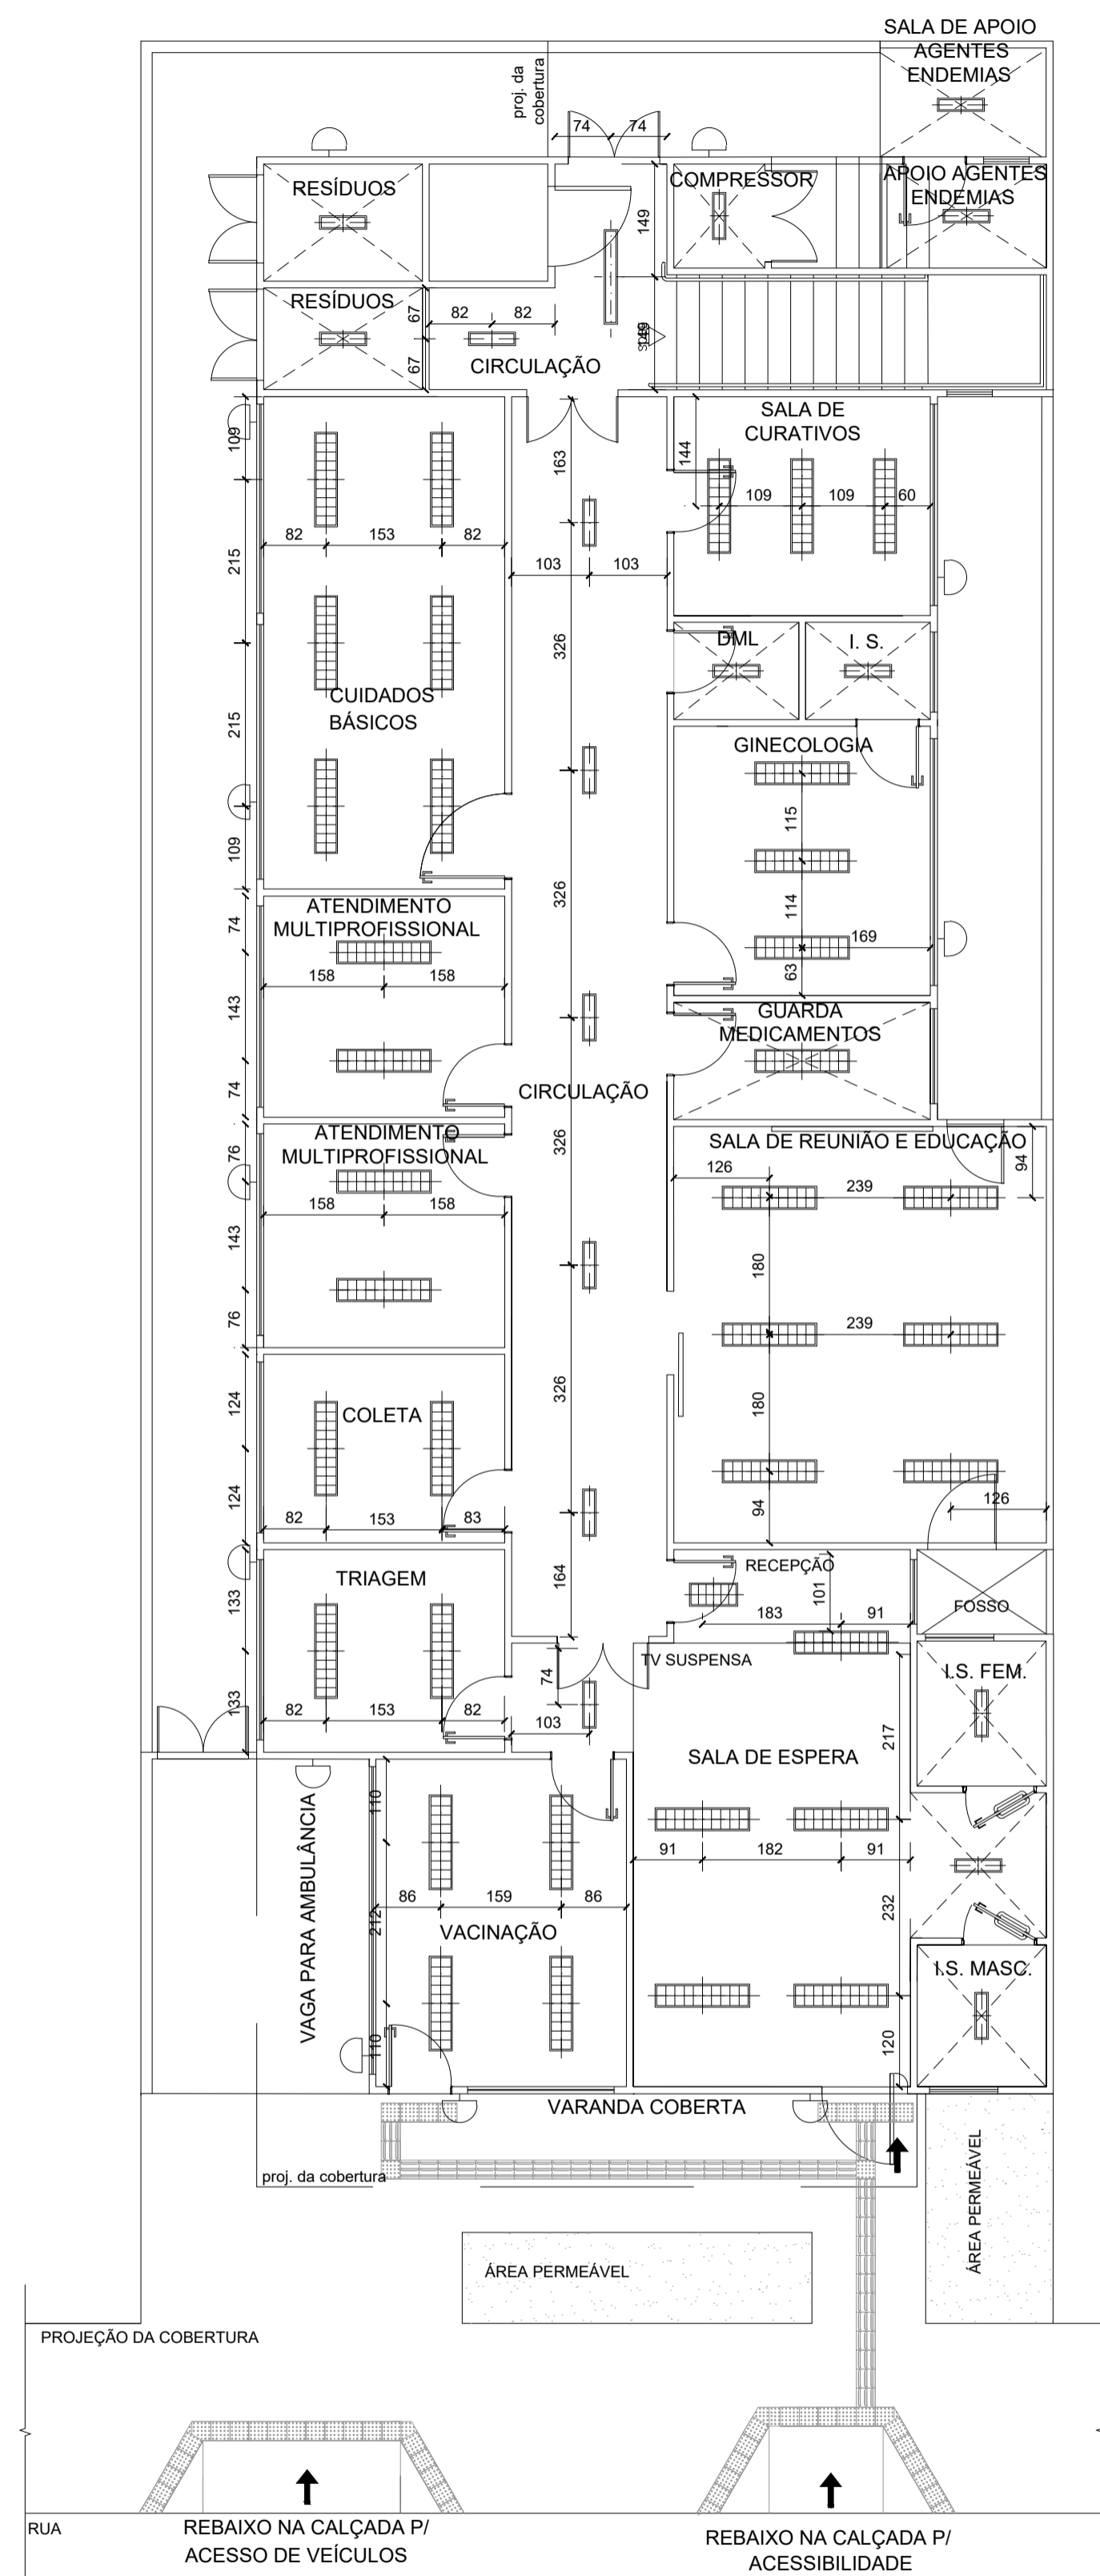 SALA DE APOIO
AGENTES
ENDEMIAS
proj. da
cobertura
74
74
RESÍDUOS
COMPRESSOR
APOIO AGENTES
ENDEMIAS
149
RESÍDUOS
67
82
82
67
149
CIRCULAÇÃO
109
SALA DE
CURATIVOS
163
144
109
109
60
82
153
82
215
103
103
326
DML
I. S.
CUIDADOS
BÁSICOS
215
GINECOLOGIA
115
109
326
114
74
ATENDIMENTO
MULTIPROFISSIONAL
169
63
158
158
143
GUARDA
MEDICAMENTOS
74
CIRCULAÇÃO
76
ATENDIMENTO
MULTIPROFISSIONAL
326
SALA DE REUNIÃO E EDUCAÇÃO
94
126
239
158
158
143
180
76
239
124
COLETA
326
180
124
82
153
83
94
126
133
TRIAGEM
164
RECEPÇÃO
101
FOSSO
183
91
TV SUSPENSA
74
I.S. FEM.
133
82
153
82
103
217
SALA DE ESPERA
VAGA PARA AMBULÂNCIA
110
91
182
91
86
159
86
212
232
VACINAÇÃO
I.S. MASC.
110
120
VARANDA COBERTA
proj. da cobertura
ÁREA PERMEÁVEL
ÁREA PERMEÁVEL
PROJEÇÃO DA COBERTURA
RUA
REBAIXO NA CALÇADA P/
ACESSO DE VEÍCULOS
REBAIXO NA CALÇADA P/
ACESSIBILIDADE